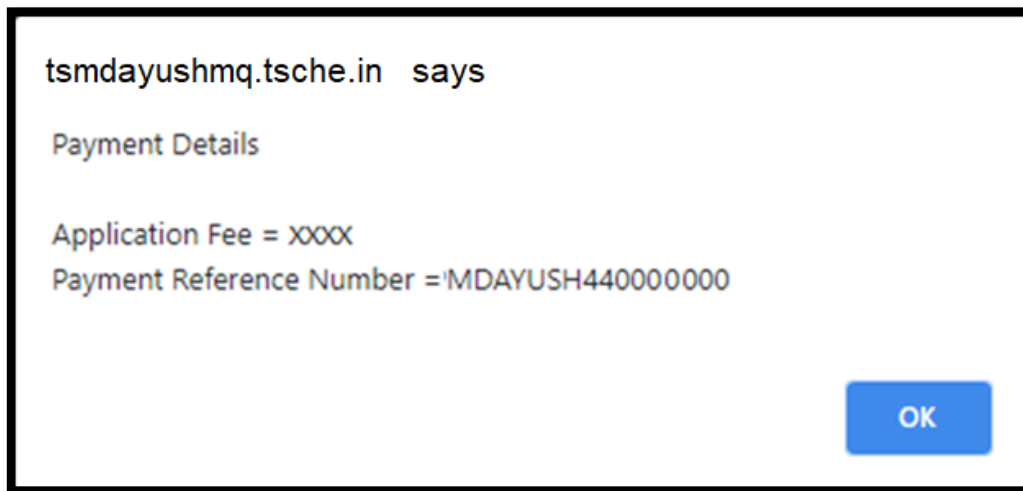 tsmdayushmq.tsche.in says
Payment Details
Application Fee = XXXX
Payment Reference Number ='MDAYUSH440000000
OK